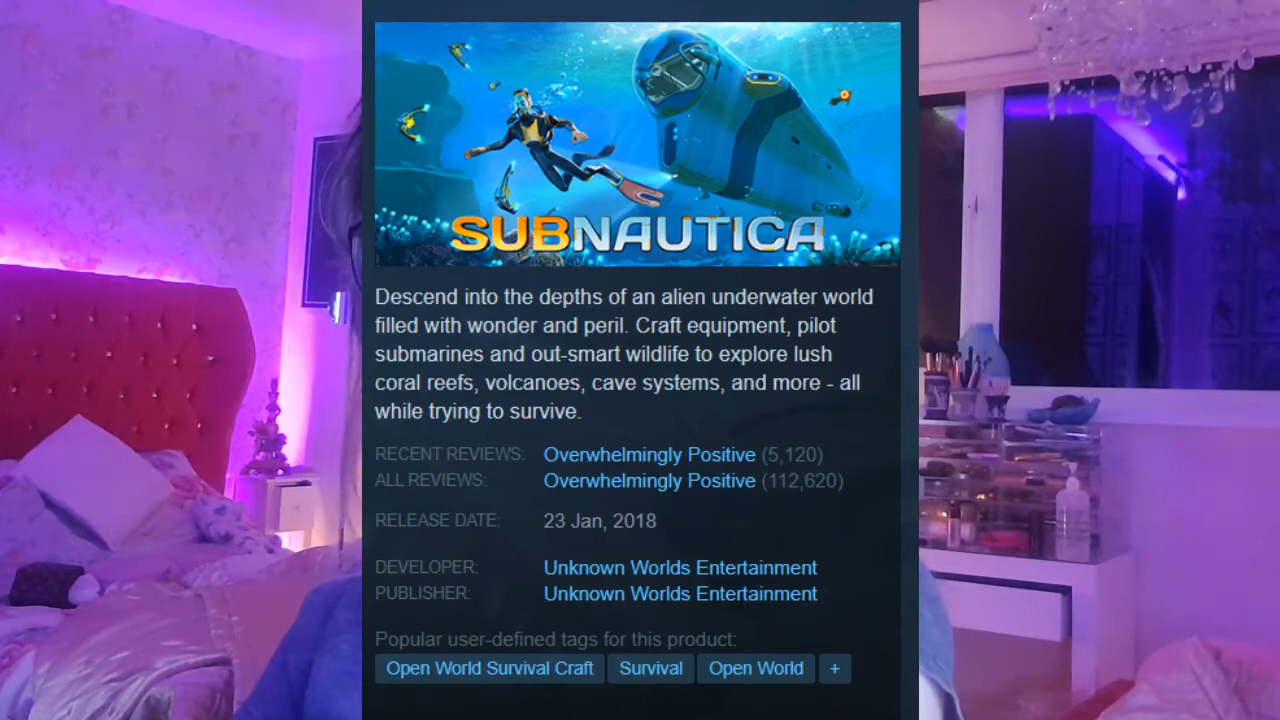 SUBNAUTICA
Descend into the depths of an alien underwater world
filled with wonder and peril. Craft equipment, pilot
submarines and out-smart wildlife to explore lush
coral reefs, volcanoes, cave systems, and more - all
while trying to survive.
RECENT REVIEWS: Overwhelmingly Positive (5,120)
ALL REVIEWS: Overwhelmingly Positive (112,620)
RELEASE DATE: 23 Jan, 2018
DEVELOPER: Unknown Worlds Entertainment
PUBLISHER: Unknown Worlds Entertainment
Popular user-defined tags for this product:
Open World Survival Craft Survival Open World +